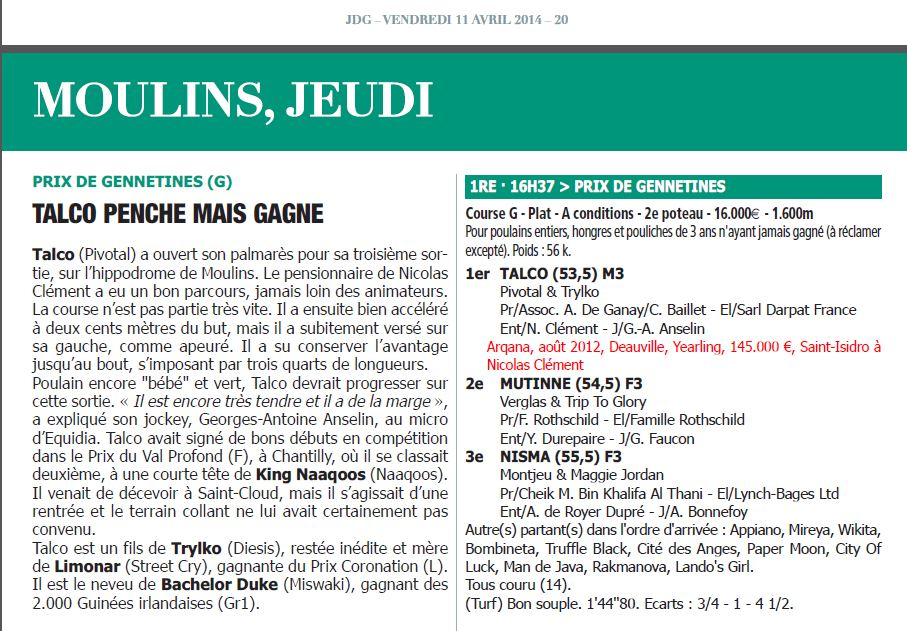 JDG – VENDREDI 11 AVRIL 2014 – 20
MOULINS, JEUDI
PRIX DE GENNETINES (G)
TALCO PENCHE MAIS GAGNE
Talco (Pivotal) a ouvert son palmarès pour sa troisième sor-
tie, sur l'hippodrome de Moulins. Le pensionnaire de Nicolas
Clément a eu un bon parcours, jamais loin des animateurs.
La course n'est pas partie très vite. Il a ensuite bien accéléré
à deux cents mètres du but, mais il a subitement versé sur
sa gauche, comme apeuré. Il a su conserver l'avantage
jusqu'au bout, s'imposant par trois quarts de longueurs.
Poulain encore "bébé" et vert, Talco devrait progresser sur
cette sortie. « Il est encore très tendre et il a de la marge »,
a expliqué son jockey, Georges-Antoine Anselin, au micro
d'Equidia. Talco avait signé de bons débuts en compétition
dans le Prix du Val Profond (F), à Chantilly, où il se classait
deuxième, à une courte tête de King Naaqoos (Naaqoos).
Il venait de décevoir à Saint-Cloud, mais il s'agissait d'une
rentrée et le terrain collant ne lui avait certainement pas
convenu.
Talco est un fils de Trylko (Diesis), restée inédite et mère
de Limonar (Street Cry), gagnante du Prix Coronation (L).
Il est le neveu de Bachelor Duke (Miswaki), gagnant des
2.000 Guinées irlandaises (Gr1).
1RE · 16H37 > PRIX DE GENNETINES
Course G - Plat - A conditions - 2e poteau - 16.000€ - 1.600m
Pour poulains entiers, hongres et pouliches de 3 ans n'ayant jamais gagné (à réclamer
excepté). Poids : 56 k.
1er TALCO (53,5) M3
Pivotal & Trylko
Pr/Assoc. A. De Ganay/C. Baillet - El/Sarl Darpat France
Ent/N. Clément - J/G.-A. Anselin
Arqana, août 2012, Deauville, Yearling, 145.000 €, Saint-Isidro à
Nicolas Clément
2e MUTINNE (54,5) F3
Verglas & Trip To Glory
Pr/F. Rothschild - El/Famille Rothschild
Ent/Y. Durepaire - J/G. Faucon
3e NISMA (55,5) F3
Montjeu & Maggie Jordan
Pr/Cheik M. Bin Khalifa Al Thani - El/Lynch-Bages Ltd
Ent/A. de Royer Dupré - J/A. Bonnefoy
Autre(s) partant(s) dans l'ordre d'arrivée : Appiano, Mireya, Wikita,
Bombineta, Truffle Black, Cité des Anges, Paper Moon, City Of
Luck, Man de Java, Rakmanova, Lando's Girl.
Tous couru (14).
(Turf) Bon souple. 1'44"80. Ecarts : 3/4 - 1 - 4 1/2.